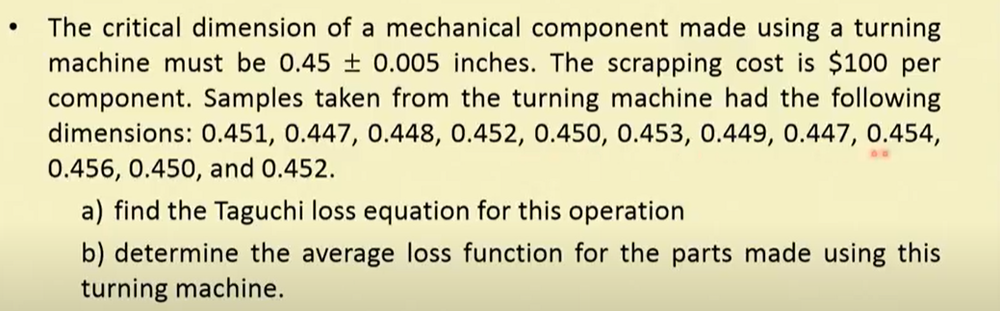 • The critical dimension of a mechanical component made using a turning
machine must be 0.45 ± 0.005 inches. The scrapping cost is $100 per
component. Samples taken from the turning machine had the following
dimensions: 0.451, 0.447, 0.448, 0.452, 0.450, 0.453, 0.449, 0.447, 0.454,
0.456, 0.450, and 0.452.
a) find the Taguchi loss equation for this operation
b) determine the average loss function for the parts made using this
turning machine.